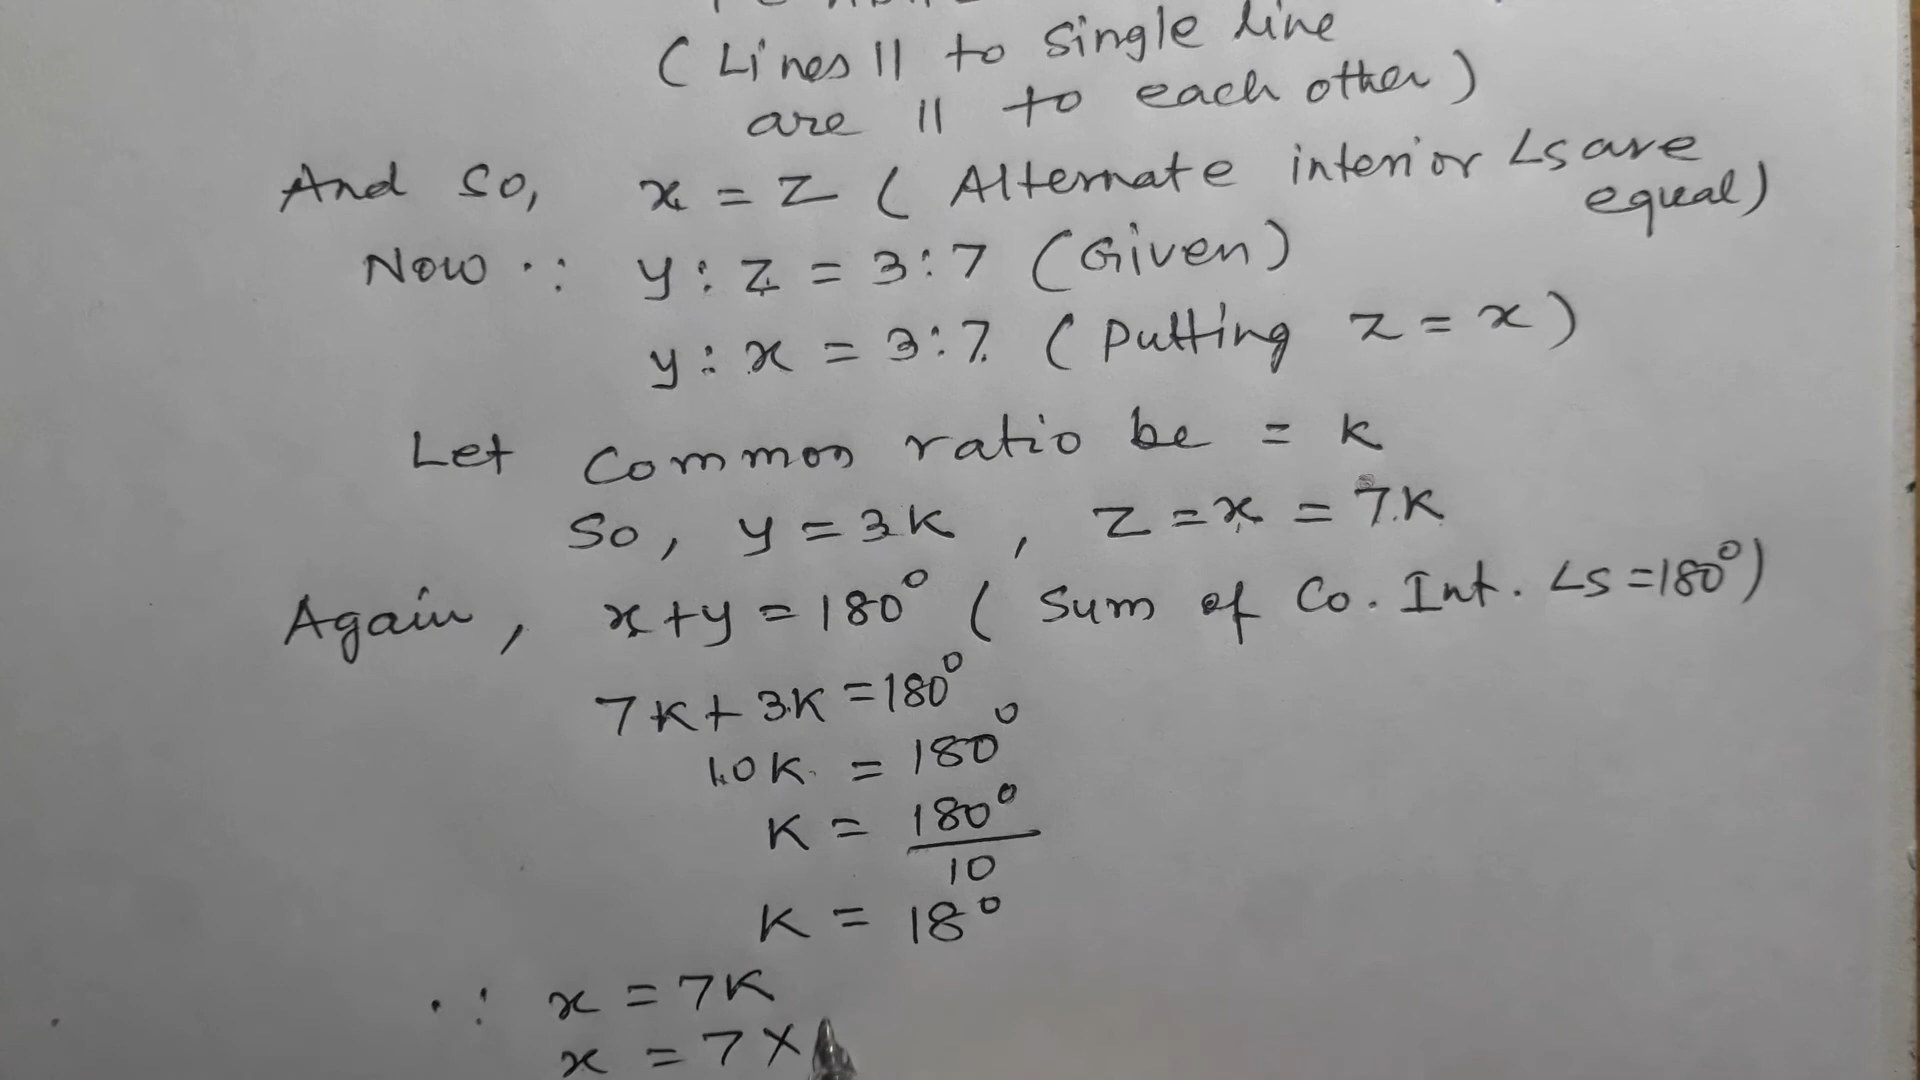 (Lines || to single line
are || to each other)
And so, x = z (Alternate interior ∠s are
equal)
Now ∵ y : z = 3 : 7 (Given)
y : x = 3 : 7 (putting z = x)
Let common ratio be = k
So, y = 3k , z = x = 7k
Again, x + y = 180° (Sum of Co. Int. ∠s = 180°)
7k + 3k = 180°
10k = 180°
k = 180°/10
k = 18°
∵ x = 7k
x = 7 ×